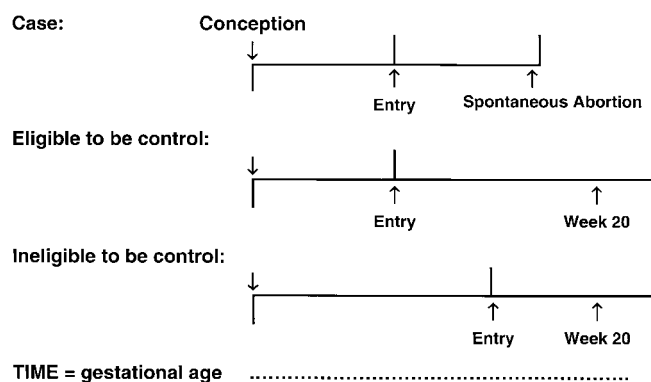 Case: Conception
Entry Spontaneous Abortion
Eligible to be control:
Entry Week 20
Ineligible to be control:
Entry Week 20
TIME = gestational age